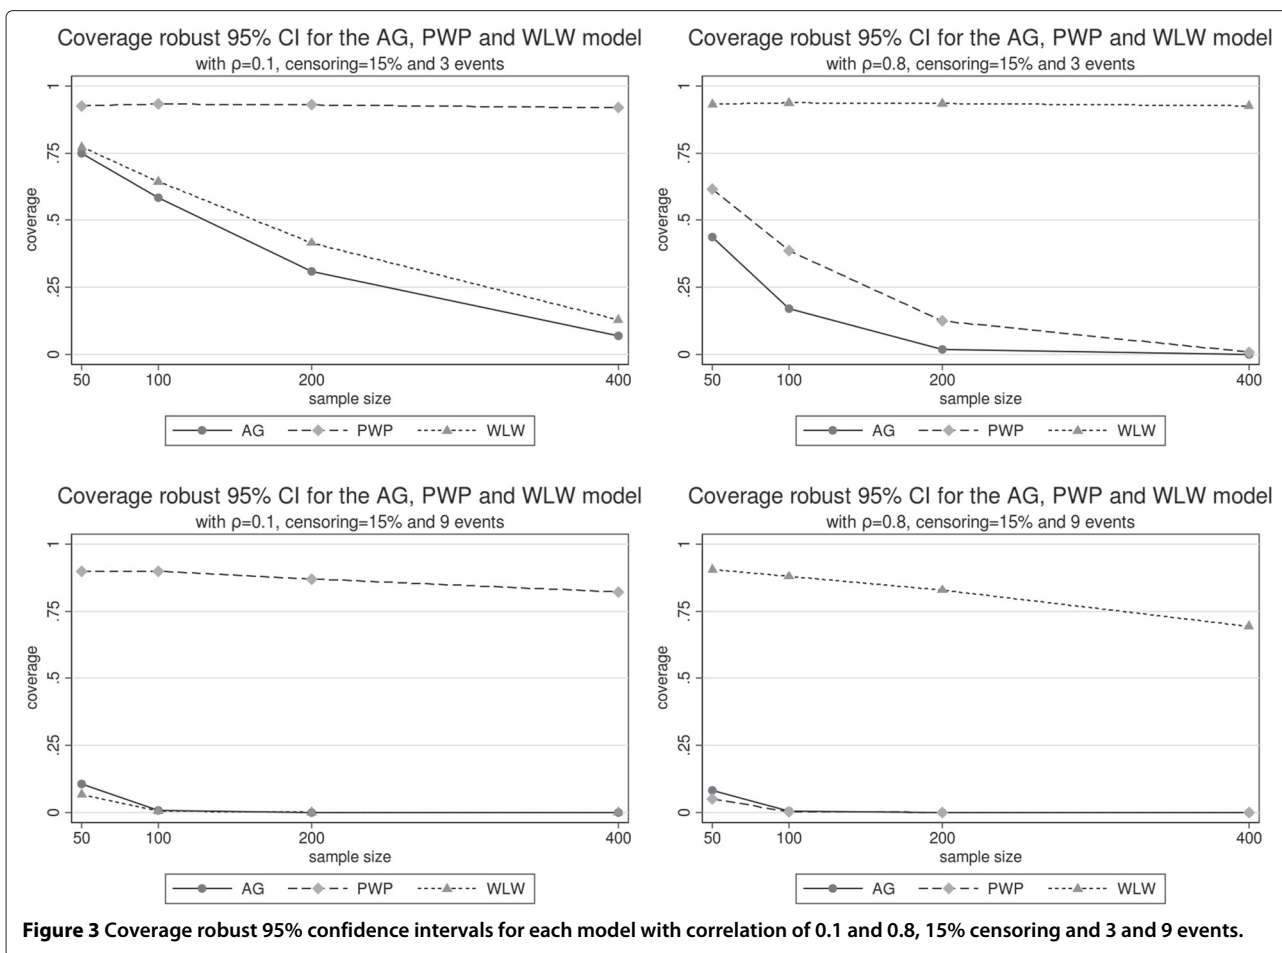 Coverage robust 95% CI for the AG, PWP and WLW model
with ρ=0.1, censoring=15% and 3 events
coverage
1
.75
.5
.25
0
50 100 200 400
sample size
AG PWP WLW
Coverage robust 95% CI for the AG, PWP and WLW model
with ρ=0.8, censoring=15% and 3 events
coverage
1
.75
.5
.25
0
50 100 200 400
sample size
AG PWP WLW
Coverage robust 95% CI for the AG, PWP and WLW model
with ρ=0.1, censoring=15% and 9 events
coverage
1
.75
.5
.25
0
50 100 200 400
sample size
AG PWP WLW
Coverage robust 95% CI for the AG, PWP and WLW model
with ρ=0.8, censoring=15% and 9 events
coverage
1
.75
.5
.25
0
50 100 200 400
sample size
AG PWP WLW
Figure 3 Coverage robust 95% confidence intervals for each model with correlation of 0.1 and 0.8, 15% censoring and 3 and 9 events.